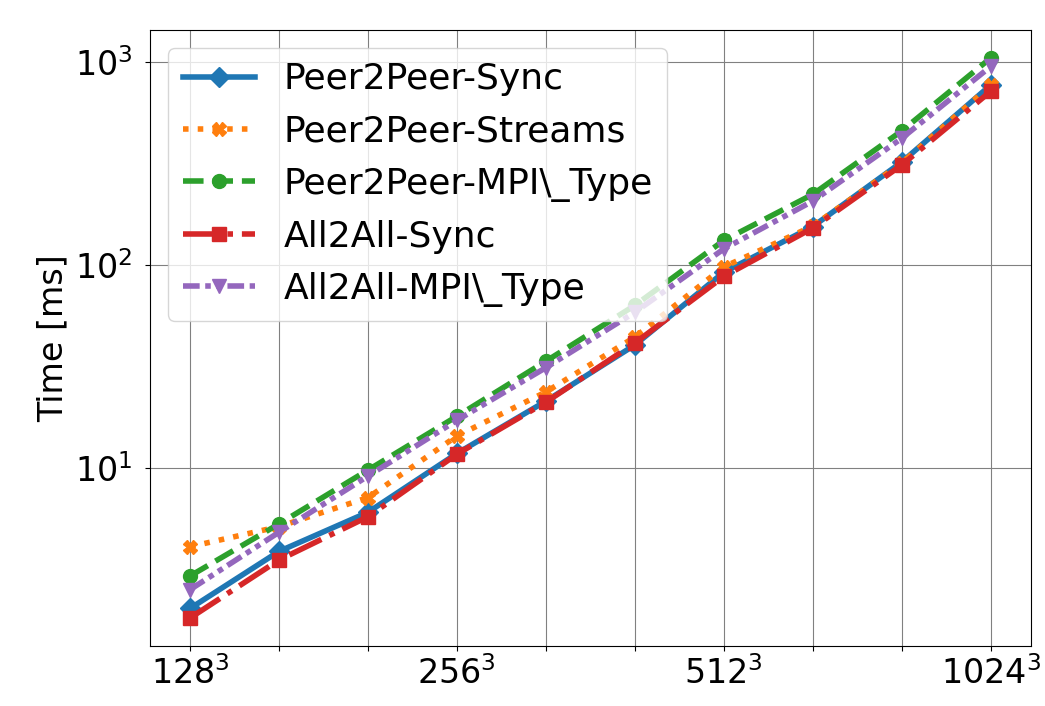 10³
Peer2Peer-Sync
Peer2Peer-Streams
Peer2Peer-MPI\_Type
All2All-Sync
All2All-MPI\_Type
10²
Time [ms]
10¹
128³ 256³ 512³ 1024³